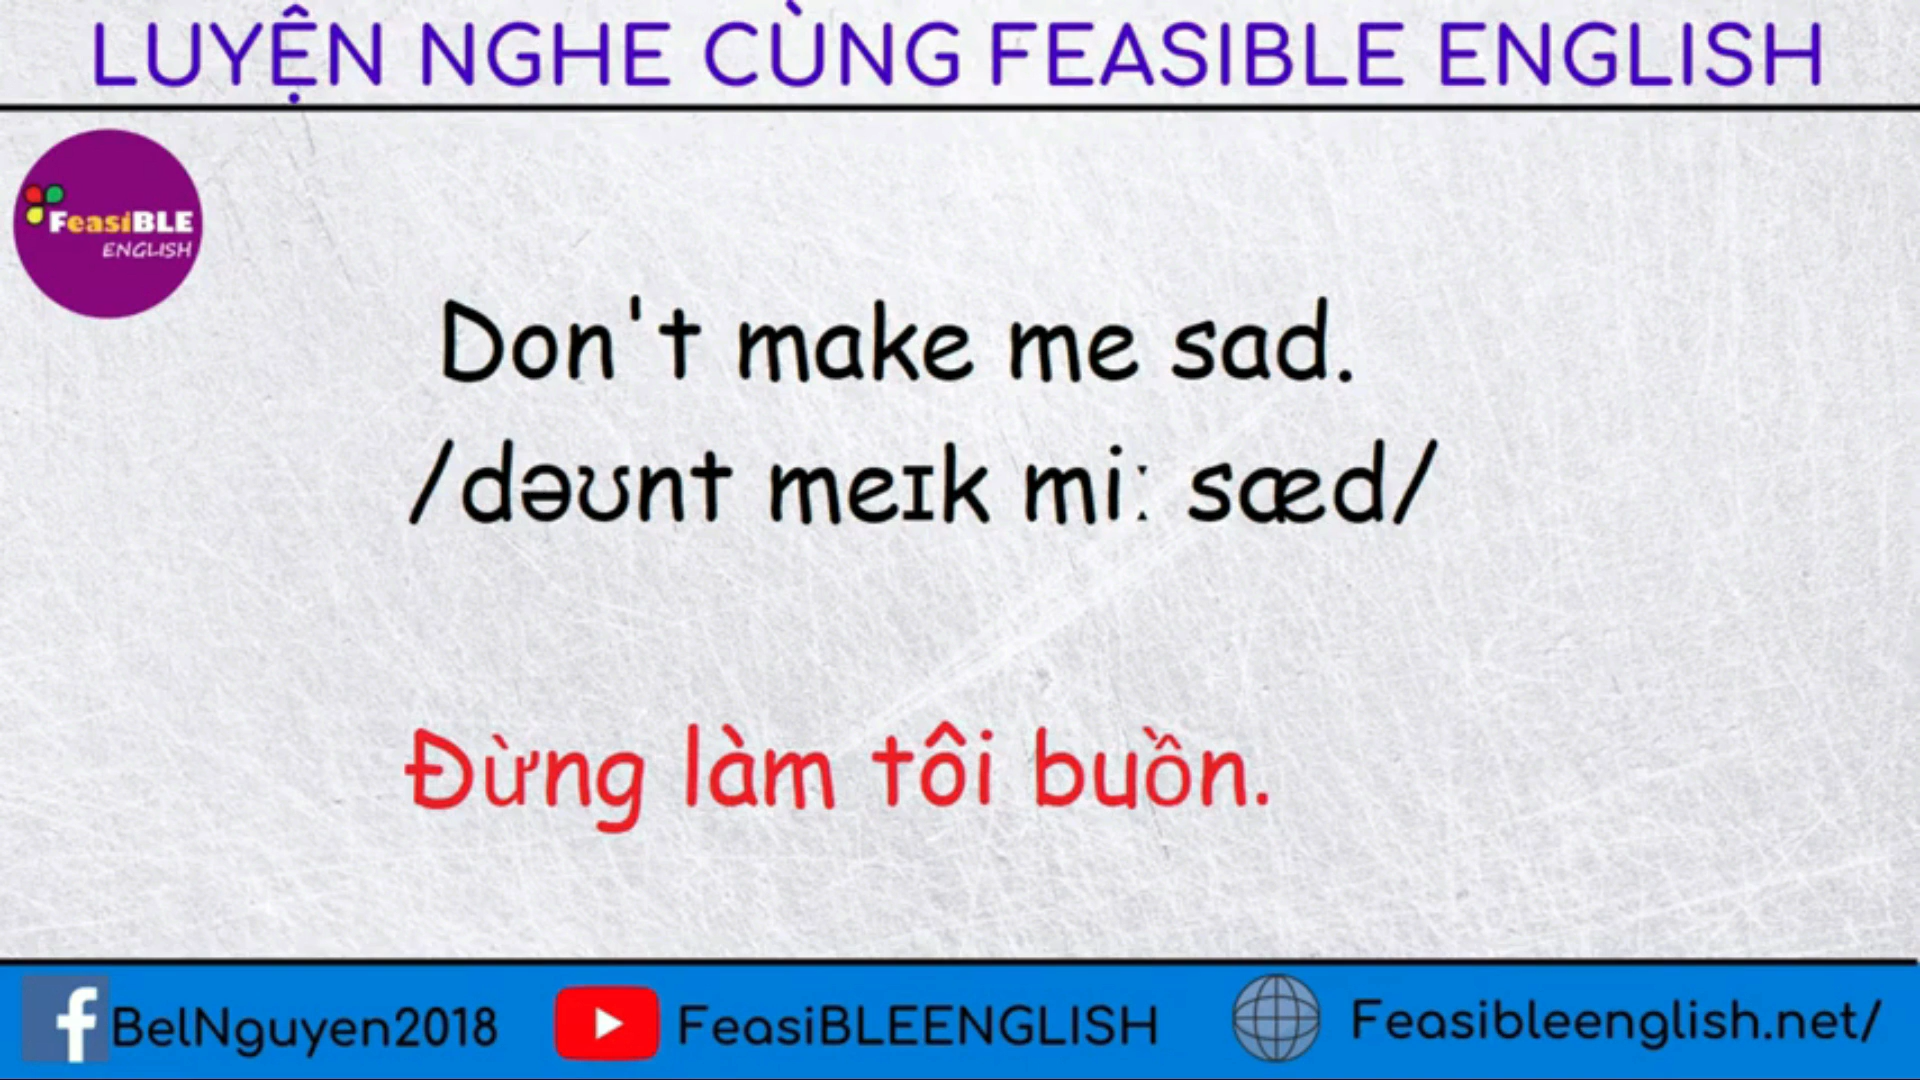 LUYỆN NGHE CÙNG FEASIBLE ENGLISH
FeasiBLE
ENGLISH
Don't make me sad.
/dəʊnt meɪk miː sæd/
Đừng làm tôi buồn.
BelNguyen2018
FeasiBLEENGLISH
Feasibleenglish.net/